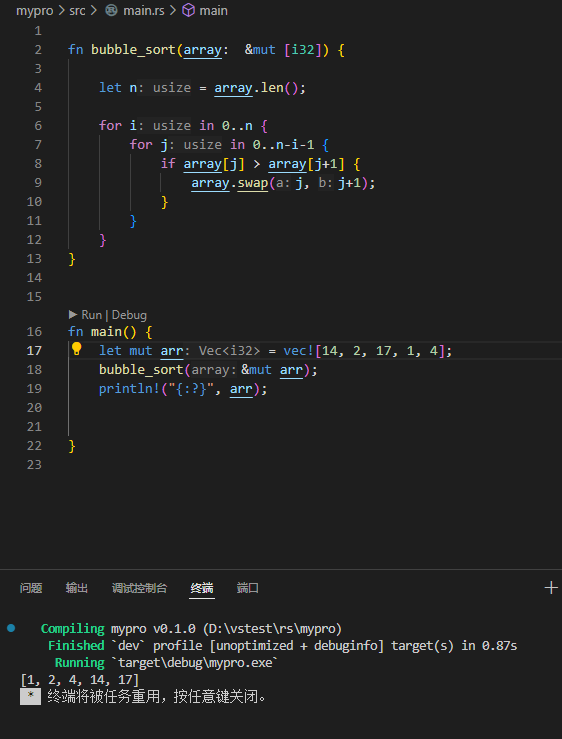 mypro > src > main.rs > main
1
2 fn bubble_sort(array: &mut [i32]) {
3
4 let n: usize = array.len();
5
6 for i: usize in 0..n {
7 for j: usize in 0..n-i-1 {
8 if array[j] > array[j+1] {
9 array.swap(a: j, b: j+1);
10 }
11 }
12 }
13 }
14
15
Run | Debug
16 fn main() {
17 let mut arr: Vec<i32> = vec![14, 2, 17, 1, 4];
18 bubble_sort(array: &mut arr);
19 println!("{:?}", arr);
20
21
22 }
23
问题 输出 调试控制台 终端 端口
Compiling mypro v0.1.0 (D:\vstest\rs\mypro)
Finished `dev` profile [unoptimized + debuginfo] target(s) in 0.87s
Running `target\debug\mypro.exe`
[1, 2, 4, 14, 17]
* 终端将被任务重用，按任意键关闭。